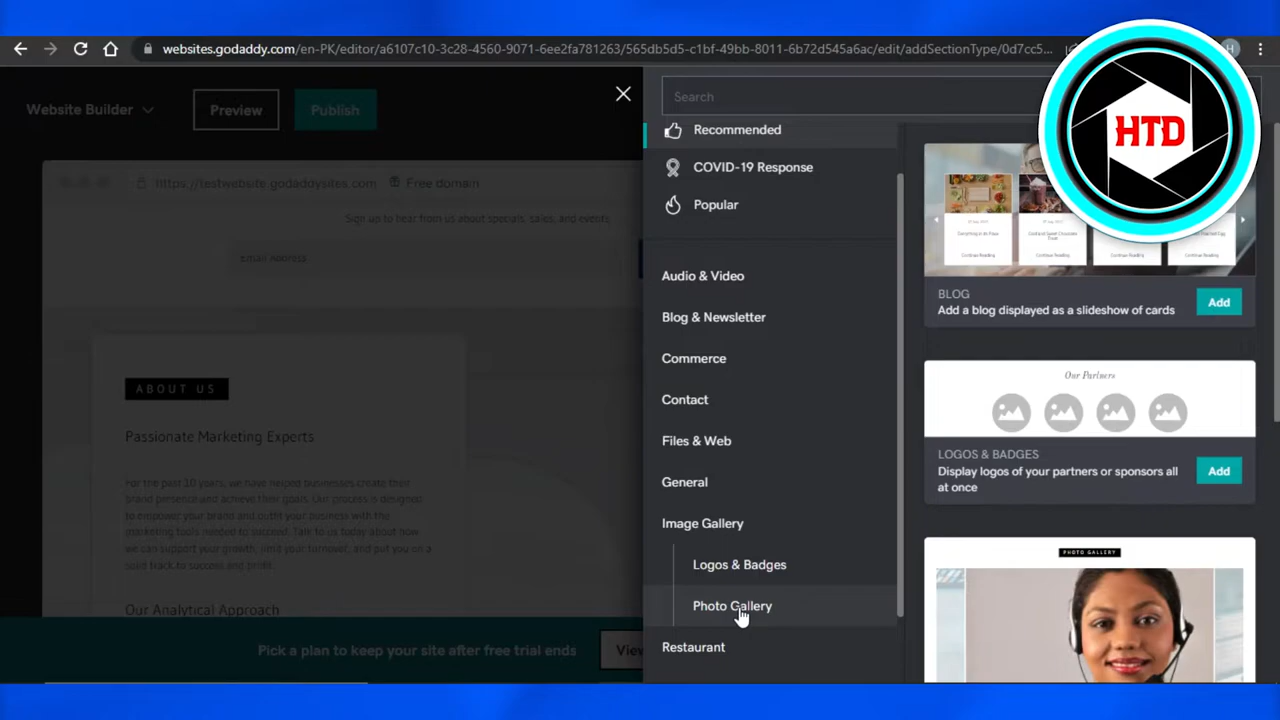 websites.godaddy.com/en-PK/editor/a6107c10-3c28-4560-9071-6ee2fa781263/565db5d5-c1bf-49bb-8011-6b72d545a6ac/edit/addSectionType/0d7cc5...
H
HTD
Website Builder
Preview
Publish
Search
https://testwebsite.godaddysites.com
Free domain
Sign up to hear from us about specials, sales, and events.
Email Address
ABOUT US
Passionate Marketing Experts
For the past 10 years, we have helped businesses create their
brand presence and achieve their goals. Our process is designed
to empower your brand and outfit your business with the
marketing tools needed to succeed. Talk to us today about how
we can support your growth, limit your turnover, and put you on a
solid track to success and profit.
Our Analytical Approach
Pick a plan to keep your site after free trial ends
Recommended
COVID-19 Response
Popular
Audio & Video
Blog & Newsletter
Commerce
Contact
Files & Web
General
Image Gallery
Logos & Badges
Photo Gallery
Restaurant
Continue Reading
Continue Reading
Continue Reading
Continue Reading
BLOG
Add a blog displayed as a slideshow of cards
Add
Our Partners
LOGOS & BADGES
Display logos of your partners or sponsors all
at once
Add
PHOTO GALLERY